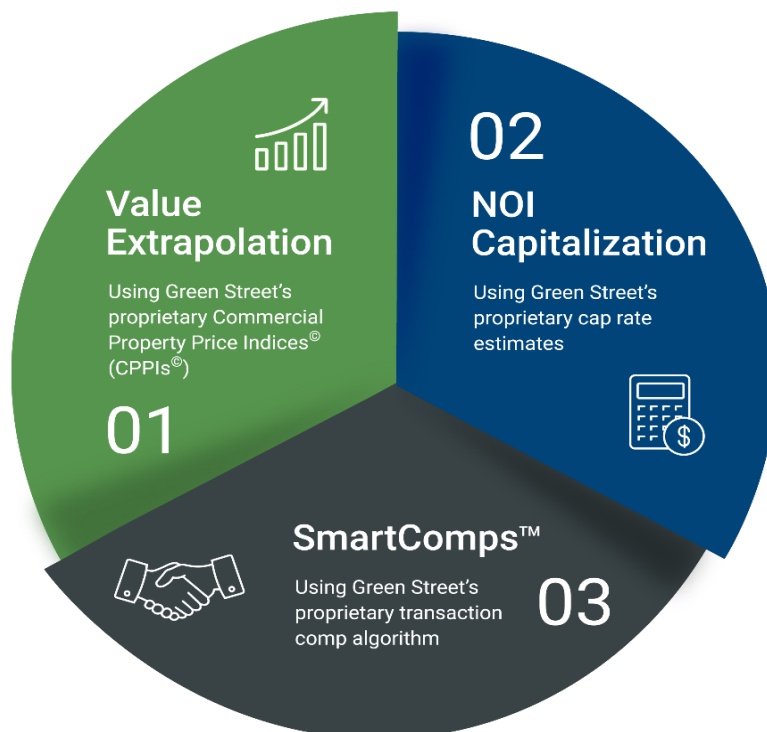 Value
Extrapolation
Using Green Street’s
proprietary Commercial
Property Price Indices©
(CPPIs©)
01
02
NOI
Capitalization
Using Green Street’s
proprietary cap rate
estimates
$
SmartComps™
Using Green Street’s
proprietary transaction
comp algorithm
03